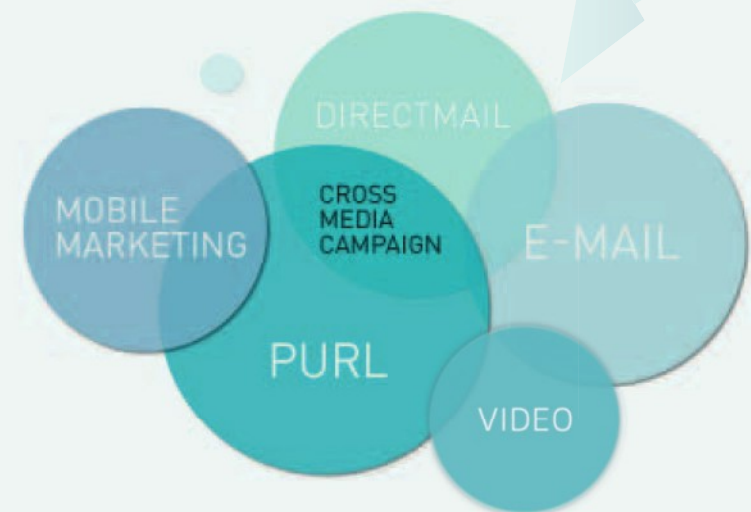 DIRECTMAIL
CROSS
MEDIA
CAMPAIGN
MOBILE
MARKETING
E-MAIL
PURL
VIDEO